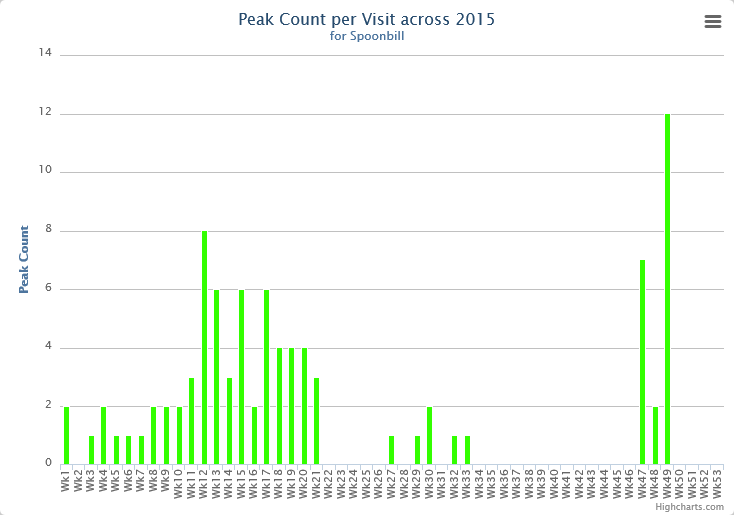 Peak Count per Visit across 2015
for Spoonbill
Peak Count
14
12
10
8
6
4
2
0
Wk1
Wk2
Wk3
Wk4
Wk5
Wk6
Wk7
Wk8
Wk9
Wk10
Wk11
Wk12
Wk13
Wk14
Wk15
Wk16
Wk17
Wk18
Wk19
Wk20
Wk21
Wk22
Wk23
Wk24
Wk25
Wk26
Wk27
Wk28
Wk29
Wk30
Wk31
Wk32
Wk33
Wk34
Wk35
Wk36
Wk37
Wk38
Wk39
Wk40
Wk41
Wk42
Wk43
Wk44
Wk45
Wk46
Wk47
Wk48
Wk49
Wk50
Wk51
Wk52
Wk53
Highcharts.com